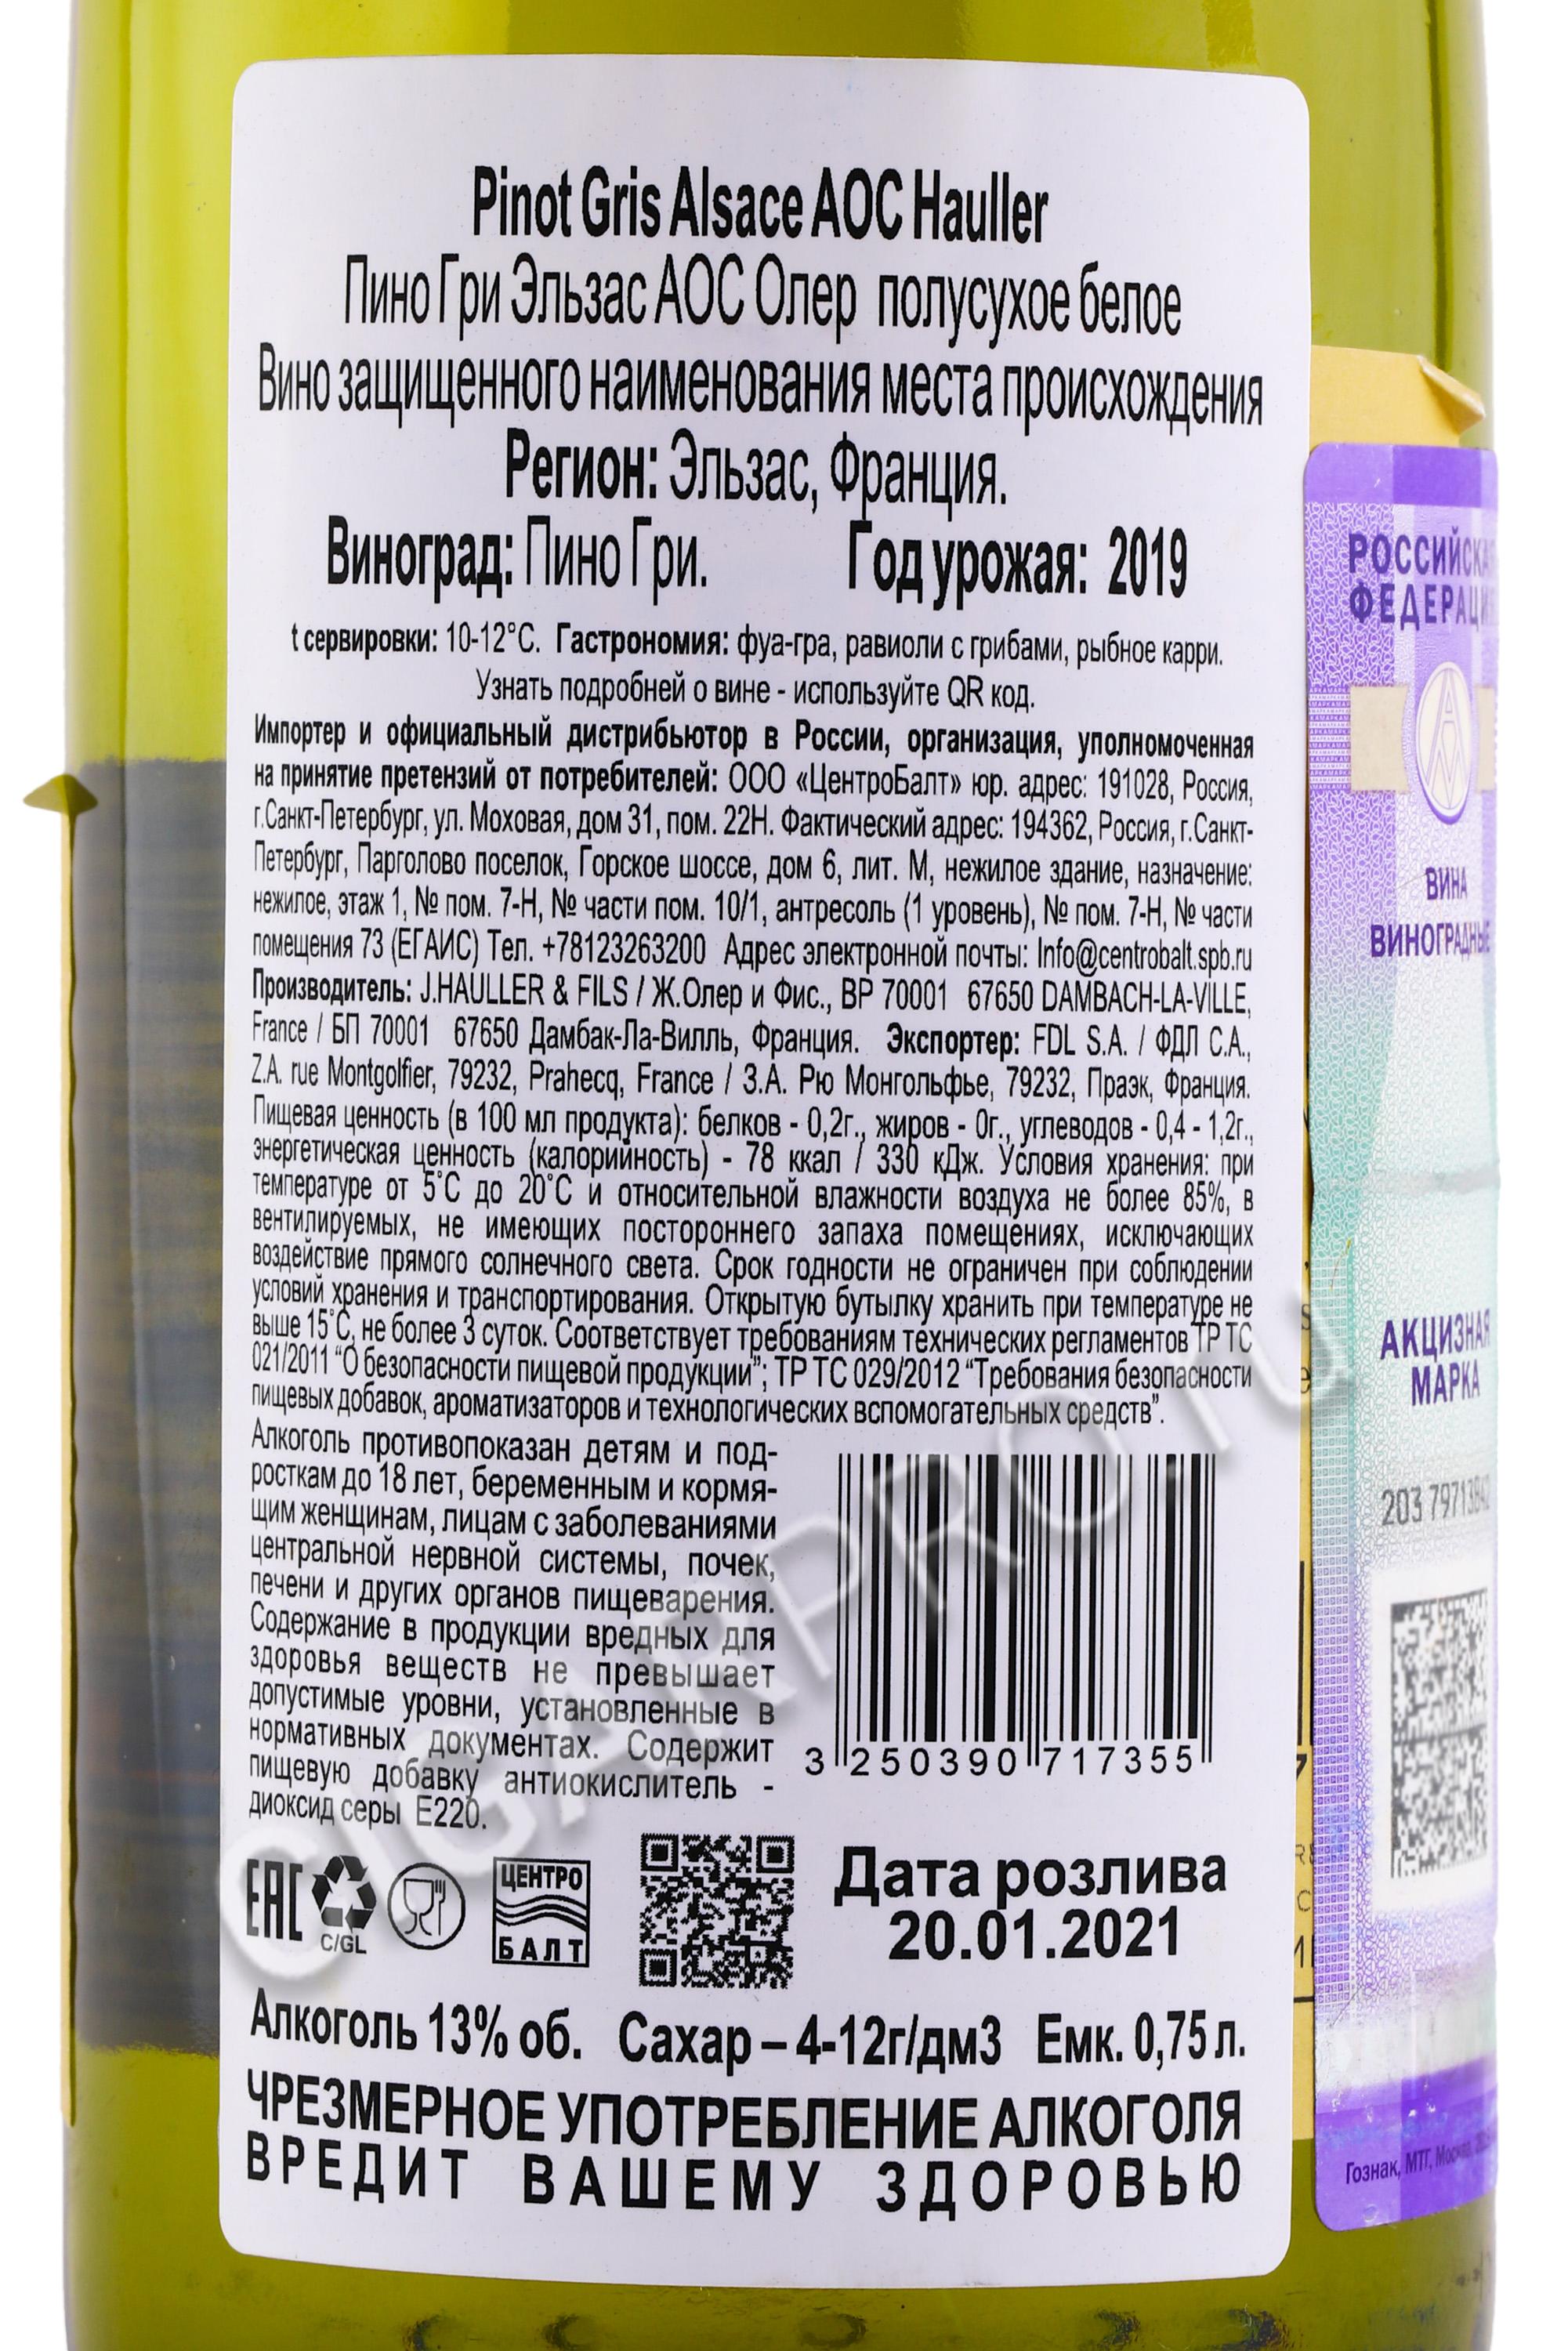 Pinot Gris Alsace AOC Hauller
Пино Гри Эльзас АОС Олер полусухое белое
Вино защищенного наименования места происхождения
Регион: Эльзас, Франция.
Виноград: Пино Гри. Год урожая: 2019
t сервировки: 10-12°С. Гастрономия: фуа-гра, равиоли с грибами, рыбное карри.
Узнать подробней о вине - используйте QR код.
Импортер и официальный дистрибьютор в России, организация, уполномоченная
на принятие претензий от потребителей: ООО «ЦентроБалт» юр. адрес: 191028, Россия,
г.Санкт-Петербург, ул. Моховая, дом 31, пом. 22Н. Фактический адрес: 194362, Россия, г.Санкт-
Петербург, Парголово поселок, Горское шоссе, дом 6, лит. М, нежилое здание, назначение:
нежилое, этаж 1, № пом. 7-Н, № части пом. 10/1, антресоль (1 уровень), № пом. 7-Н, № части
помещения 73 (ЕГАИС) Тел. +78123263200 Адрес электронной почты: Info@centrobalt.spb.ru
Производитель: J.HAULLER & FILS / Ж.Олер и Фис., BP 70001 67650 DAMBACH-LA-VILLE,
France / БП 70001 67650 Дамбак-Ла-Вилль, Франция. Экспортер: FDL S.A. / ФДЛ С.А.,
Z.A. rue Montgolfier, 79232, Prahecq, France / З.А. Рю Монгольфье, 79232, Праэк, Франция.
Пищевая ценность (в 100 мл продукта): белков - 0,2г., жиров - 0г., углеводов - 0,4 - 1,2г.,
энергетическая ценность (калорийность) - 78 ккал / 330 кДж. Условия хранения: при
температуре от 5°С до 20°С и относительной влажности воздуха не более 85%, в
вентилируемых, не имеющих постороннего запаха помещениях, исключающих
воздействие прямого солнечного света. Срок годности не ограничен при соблюдении
условий хранения и транспортирования. Открытую бутылку хранить при температуре не
выше 15°С, не более 3 суток. Соответствует требованиям технических регламентов ТР ТС
021/2011 “О безопасности пищевой продукции”; ТР ТС 029/2012 “Требования безопасности
пищевых добавок, ароматизаторов и технологических вспомогательных средств”.
Алкоголь противопоказан детям и под-
росткам до 18 лет, беременным и кормя-
щим женщинам, лицам с заболеваниями
центральной нервной системы, почек,
печени и других органов пищеварения.
Содержание в продукции вредных для
здоровья веществ не превышает
допустимые уровни, установленные в
нормативных документах. Содержит
пищевую добавку антиокислитель -
диоксид серы Е220.
3 250390 717355
EAC
C/GL
ЦЕНТРО
БАЛТ
Дата розлива
20.01.2021
Алкоголь 13% об. Сахар – 4-12г/дм3 Емк. 0,75 л.
ЧРЕЗМЕРНОЕ УПОТРЕБЛЕНИЕ АЛКОГОЛЯ
ВРЕДИТ ВАШЕМУ ЗДОРОВЬЮ
РОССИЙСКАЯ
ФЕДЕРАЦИ
ВИНА
ВИНОГРАДНЫЕ
АКЦИЗНАЯ
МАРКА
Гознак, МТГ, Москва
CIGARPRO.ru